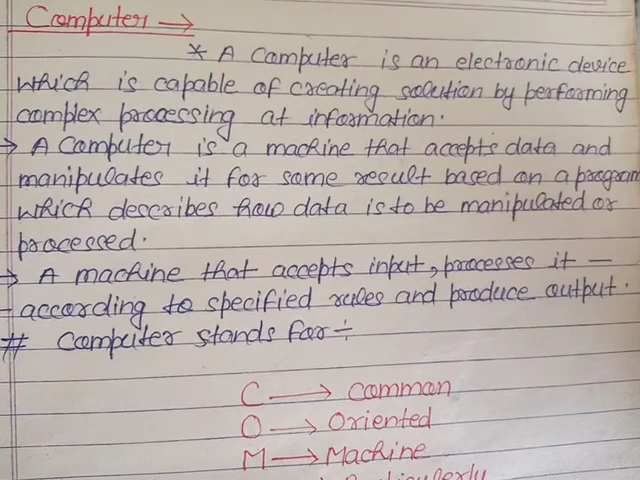 Computer →
* A Computer is an electronic device
which is capable of creating solution by performing
complex processing at information.
→ A Computer is a machine that accepts data and
manipulates it for some result based on a program
which describes how data is to be manipulated or
processed.
→ A machine that accepts input, processes it -
- according to specified rules and produce output.
# Computer stands for ÷
C → Common
O → Oriented
M → Machine
Particularly